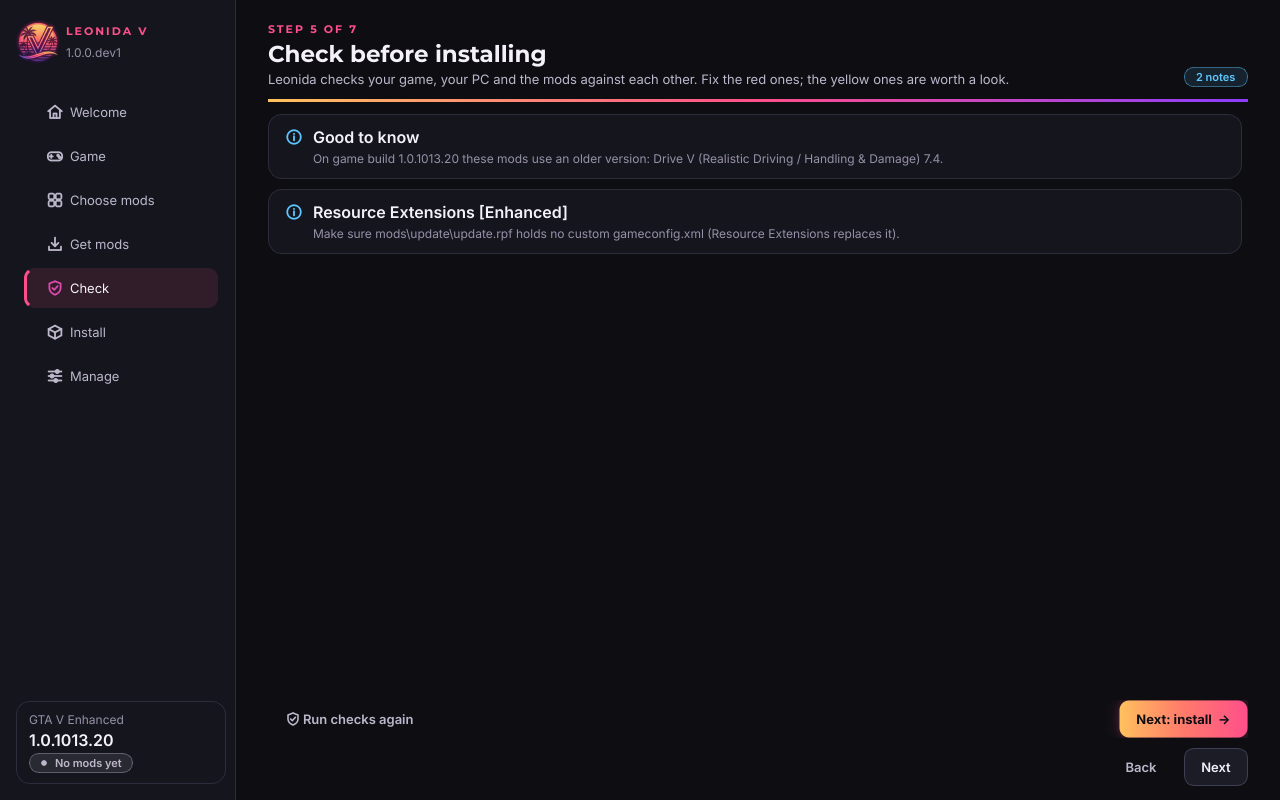 LEONIDA V
1.0.0.dev1
Welcome
Game
Choose mods
Get mods
Check
Install
Manage
GTA V Enhanced
1.0.1013.20
No mods yet
STEP 5 OF 7
Check before installing
Leonida checks your game, your PC and the mods against each other. Fix the red ones; the yellow ones are worth a look.
2 notes
Good to know
On game build 1.0.1013.20 these mods use an older version: Drive V (Realistic Driving / Handling & Damage) 7.4.
Resource Extensions [Enhanced]
Make sure mods\update\update.rpf holds no custom gameconfig.xml (Resource Extensions replaces it).
Run checks again
Next: install →
Back
Next